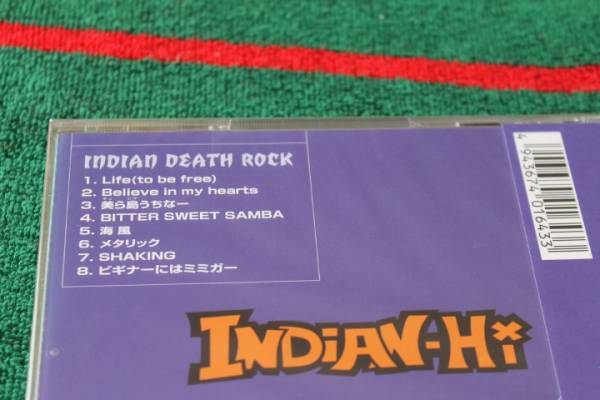 INDIAN DEATH ROCK
1. Life(to be free)
2. Believe in my hearts
3. 美ら島うちなー
4. BITTER SWEET SAMBA
5. 海風
6. メタリック
7. SHAKING
8. ビギナーにはミミガー
INDiAN-Hi
4 943674 016433